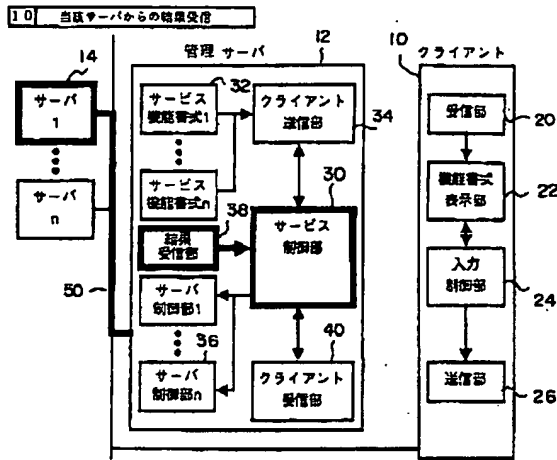 10 当該サーバからの結果受信
管理サーバ
12
10
クライアント
14
サーバ
1
サーバ
n
50
サービス
機能書式1
32
サービス
機能書式n
クライアント
送信部
34
30
サービス
制御部
結果
受信部
38
サーバ
制御部1
36
サーバ
制御部n
40
クライアント
受信部
受信部
20
機能書式
表示部
22
入力
制御部
24
送信部
26